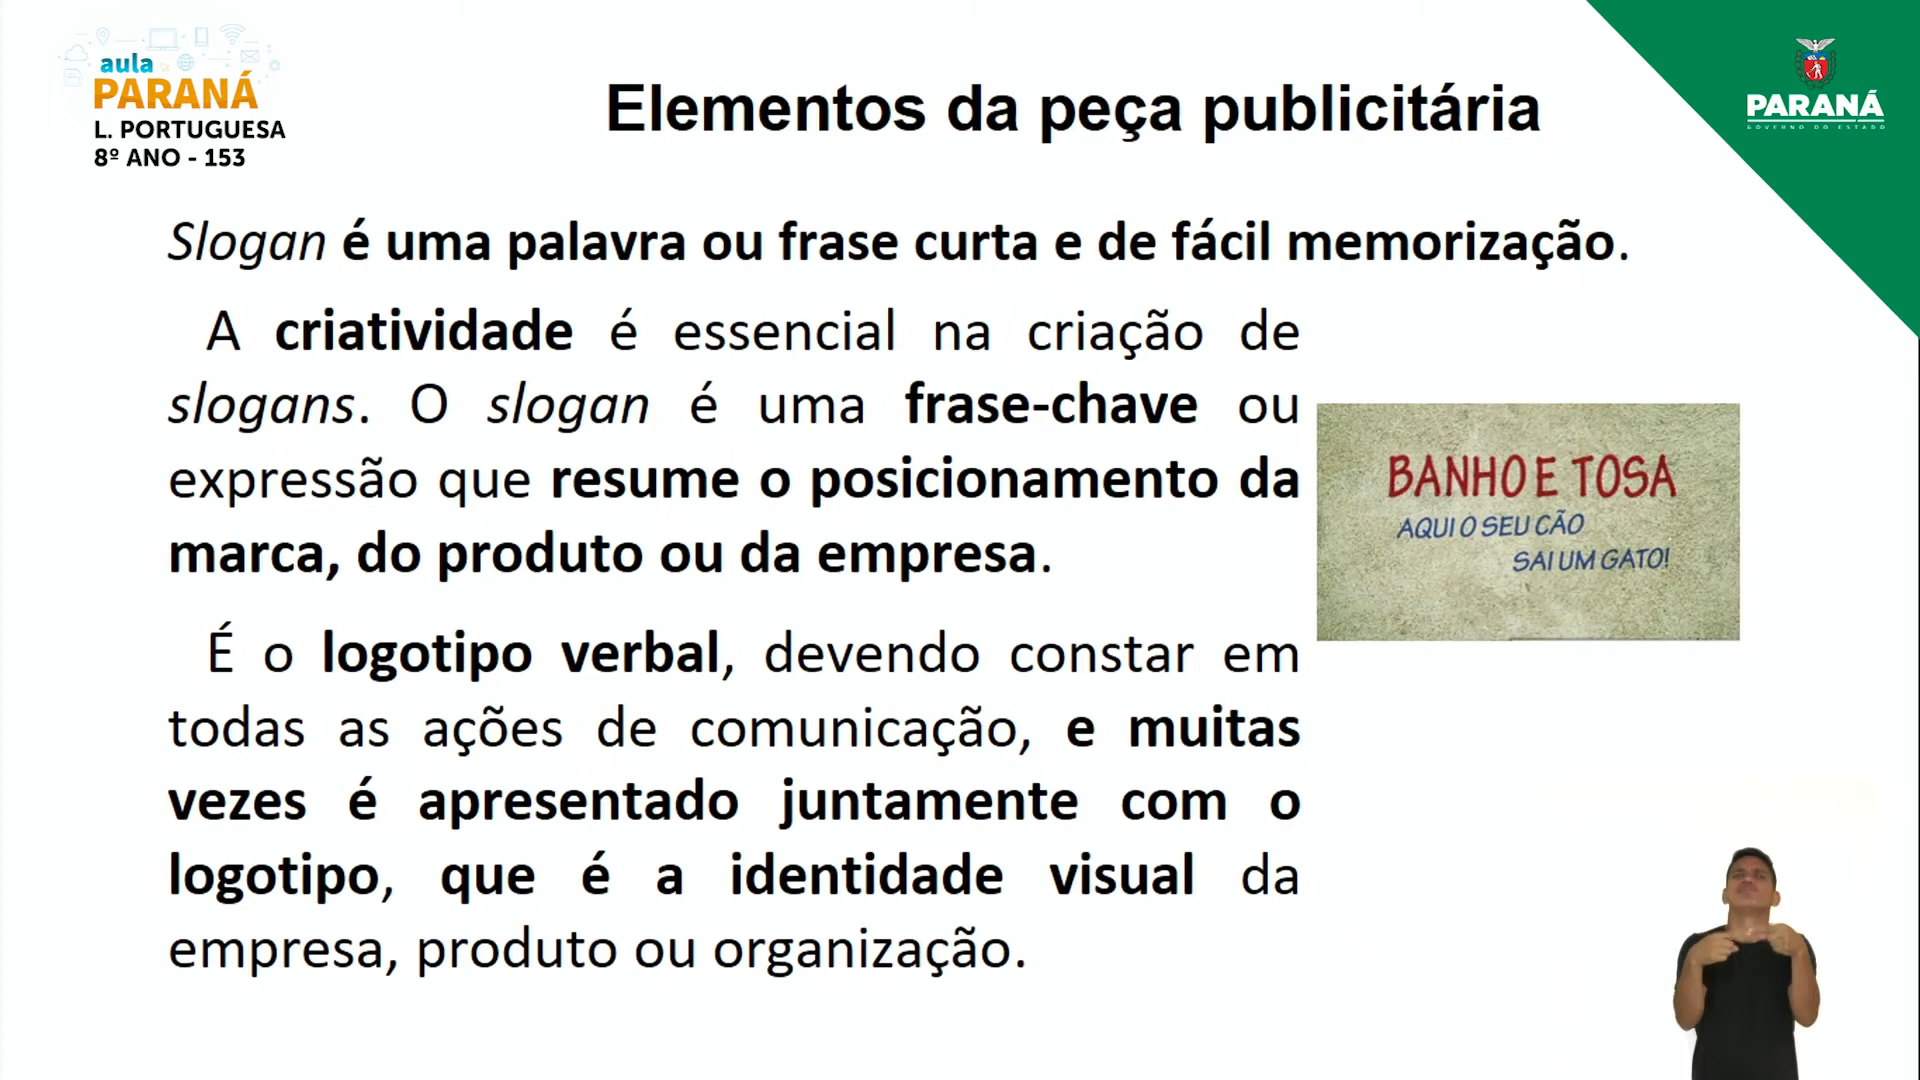 aula
PARANÁ
L. PORTUGUESA
8º ANO - 153
Elementos da peça publicitária
PARANÁ
GOVERNO DO ESTADO
Slogan é uma palavra ou frase curta e de fácil memorização.
A criatividade é essencial na criação de
slogans. O slogan é uma frase-chave ou
expressão que resume o posicionamento da
marca, do produto ou da empresa.
BANHO E TOSA
AQUI O SEU CÃO
SAI UM GATO!
É o logotipo verbal, devendo constar em
todas as ações de comunicação, e muitas
vezes é apresentado juntamente com o
logotipo, que é a identidade visual da
empresa, produto ou organização.